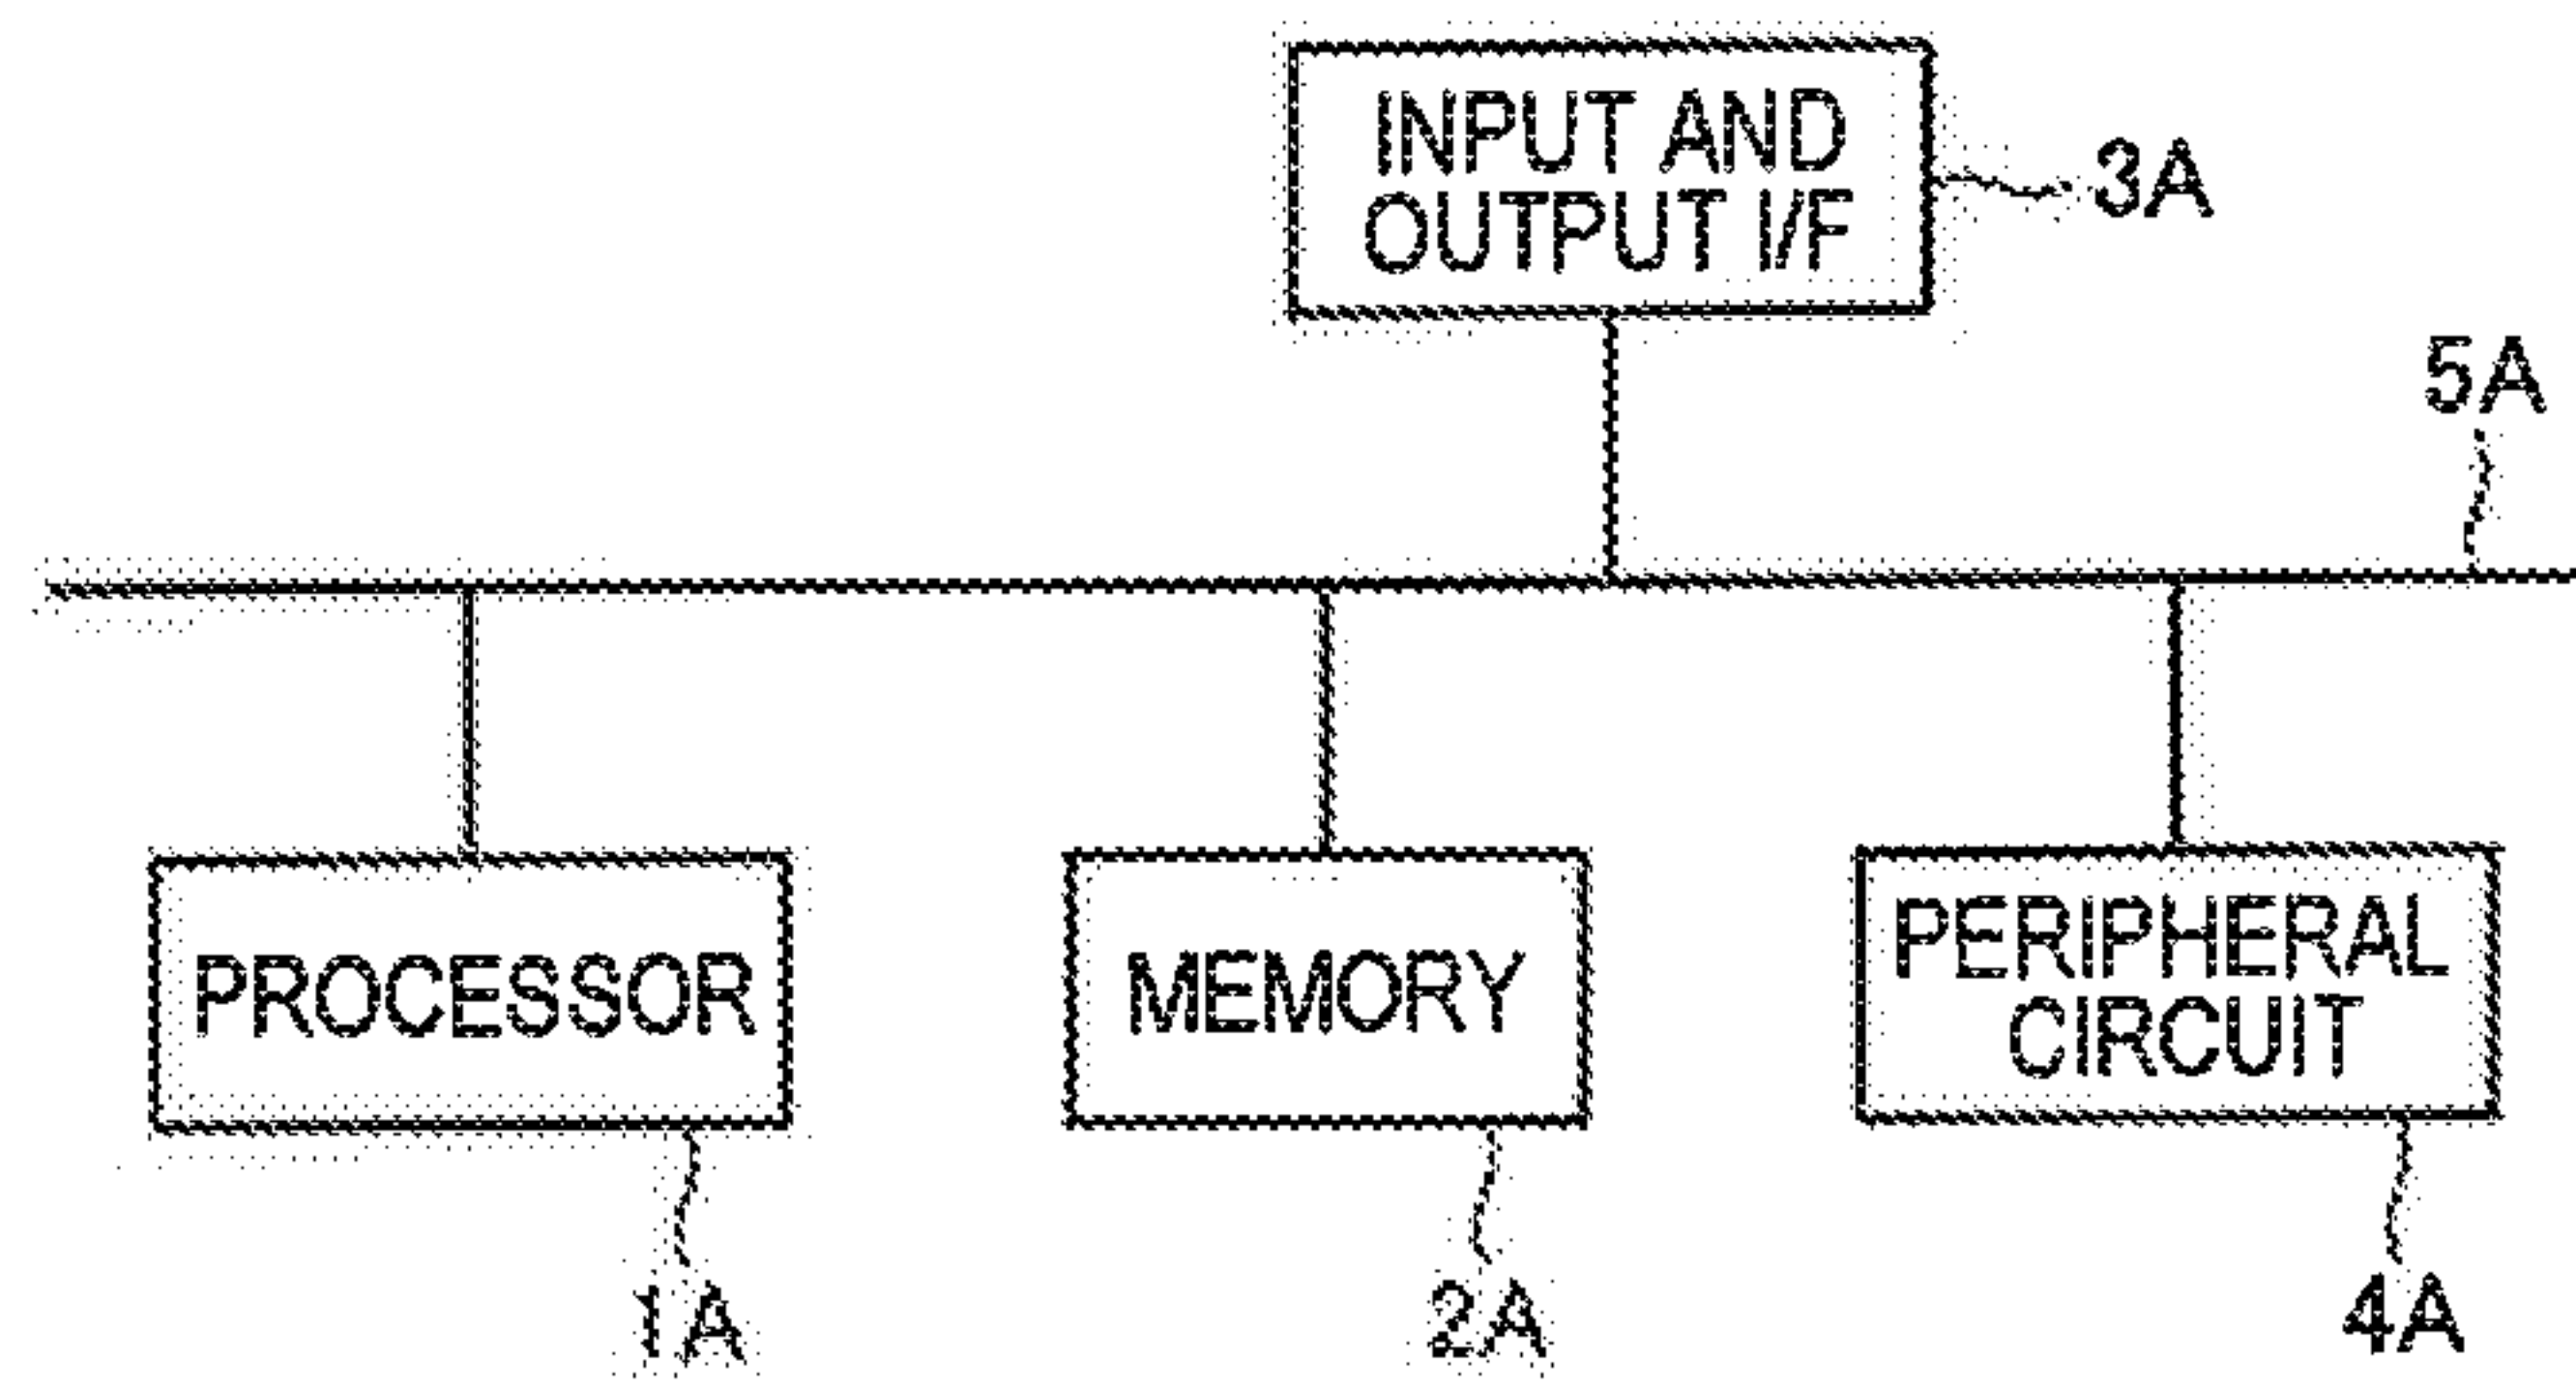 INPUT AND
OUTPUT I/F
3A
5A
PROCESSOR
MEMORY
PERIPHERAL
CIRCUIT
1A
2A
4A